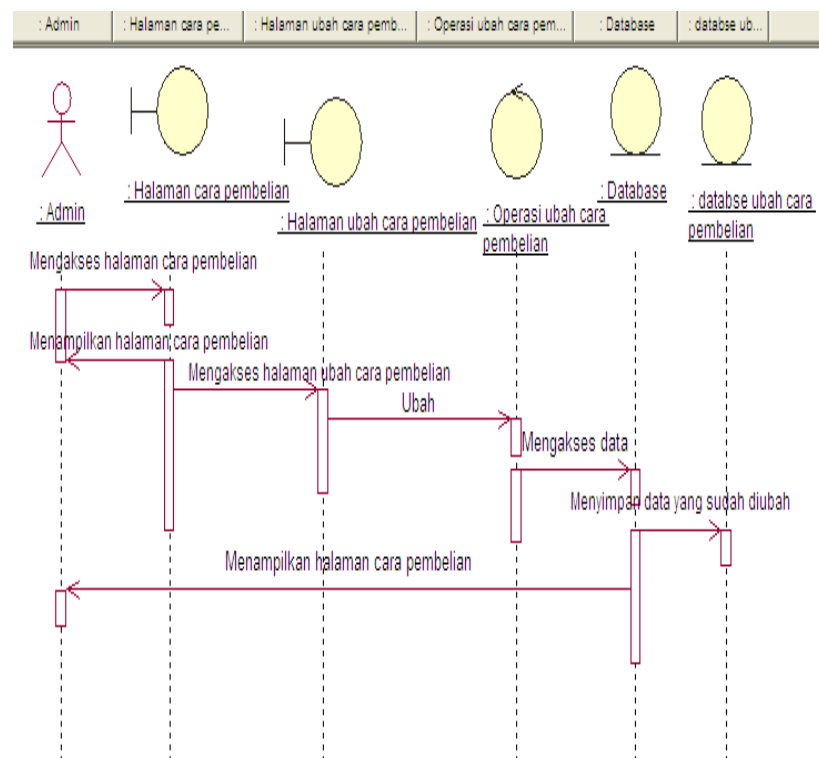 : Admin
: Halaman cara pe...
: Halaman ubah cara pemb...
: Operasi ubah cara pem...
: Database
: databse ub...
: Admin
: Halaman cara pembelian
: Halaman ubah cara pembelian
: Operasi ubah cara
pembelian
: Database
: databse ubah cara
pembelian
Mengakses halaman cara pembelian
Menampilkan halaman cara pembelian
Mengakses halaman ubah cara pembelian
Ubah
Mengakses data
Menyimpan data yang sudah diubah
Menampilkan halaman cara pembelian